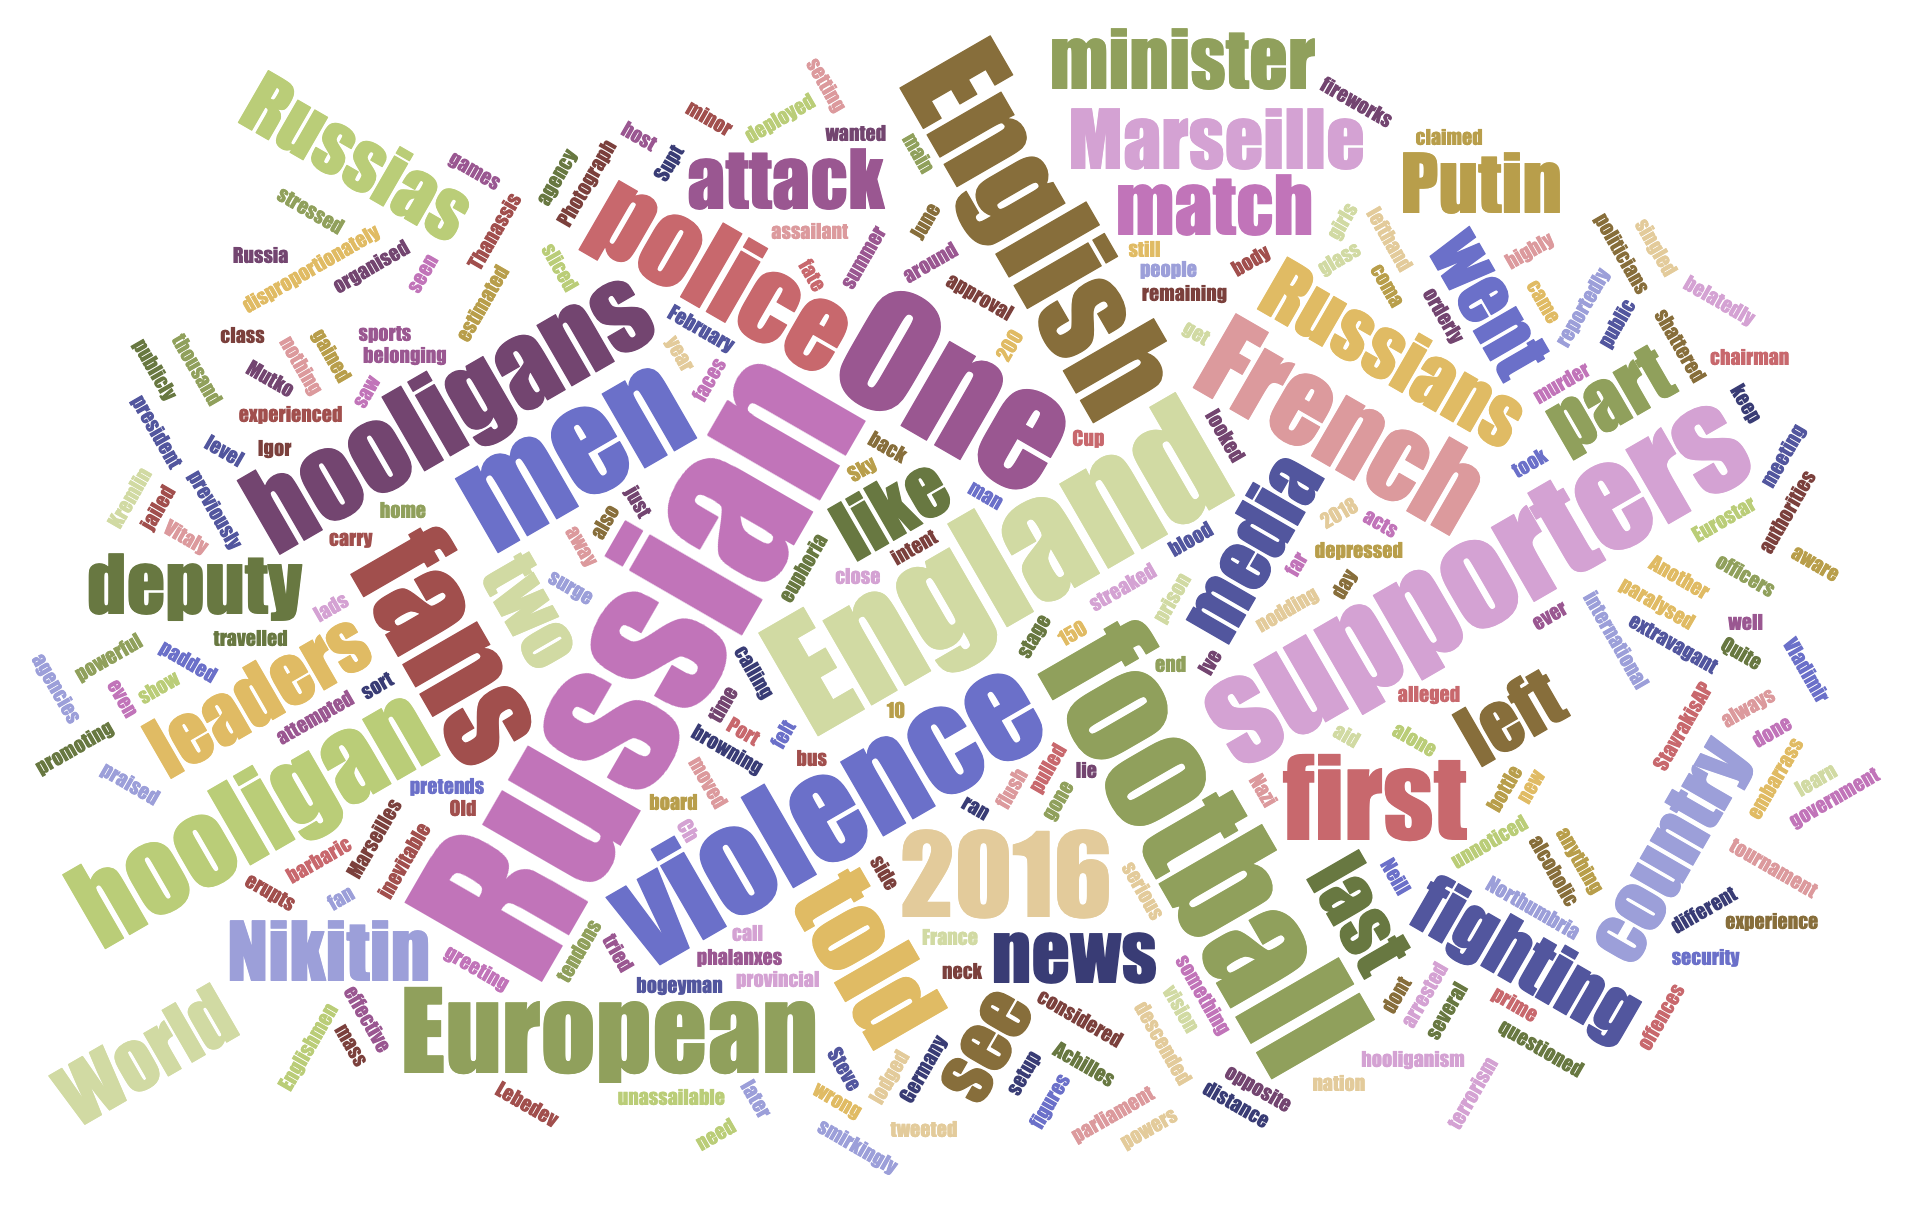 minister
English
fireworks
setting
Russias
minor
deployed
wanted
claimed
Marseille
host
Supt
main
attack
Putin
games
agency
Photograph
match
police
stressed
Thanassis
June
girls
lefthand
politicians
singled
assailant
summer
still
highly
went
Russia
disproportionately
organised
seen
sliced
fate
around
people
body
glass
coma
belatedly
hooligans
estimated
approval
remaining
Russians
came
reportedly
orderly
public
shattered
class
sports
February
One
200
get
French
publicly
thousand
nothing
gained
belonging
year
faces
murder
chairman
Mutko
saw
men
part
keep
president
experienced
Russian
looked
supporters
level
Igor
back
Cup
England
meeting
previously
sky
like
man
media
took
authorities
Kremlin
jailed
Vitaly
home
just
also
2018
acts
Eurostar
carry
fans
away
intent
blood
far
depressed
aware
deputy
two
surge
euphoria
close
streaked
prison
day
Another
officers
lads
nodding
international
paralysed
travelled
stage
150
ever
extravagant
well
Quite
Vladimir
agencies
powerful
padded
leaders
calling
football
end
Ive
even
show
sort
time
violence
alleged
left
StavrakisAP
always
promoting
attempted
hooligan
Port
felt
10
aid
alone
done
praised
browning
bus
pulled
lie
first
country
embarrass
pretends
moved
flush
gone
Nazi
bottle
new
learn
government
Marseilles
Old
board
ran
ch
2016
unnoticed
alcoholic
anything
tournament
barbaric
inevitable
side
told
serious
last
Neill
erupts
fan
fighting
Northumbria
different
experience
Nikitin
greeting
tendons
tried
call
France
news
phalanxes
security
bogeyman
provincial
neck
something
dont
arrested
several
prime
offences
World
effective
European
see
considered
vision
questioned
Englishmen
mass
descended
Steve
lodged
Germany
setup
Achilles
opposite
hooliganism
terrorism
Lebedev
unassailable
later
wrong
figures
distance
nation
need
smirkingly
tweeted
parliament
powers